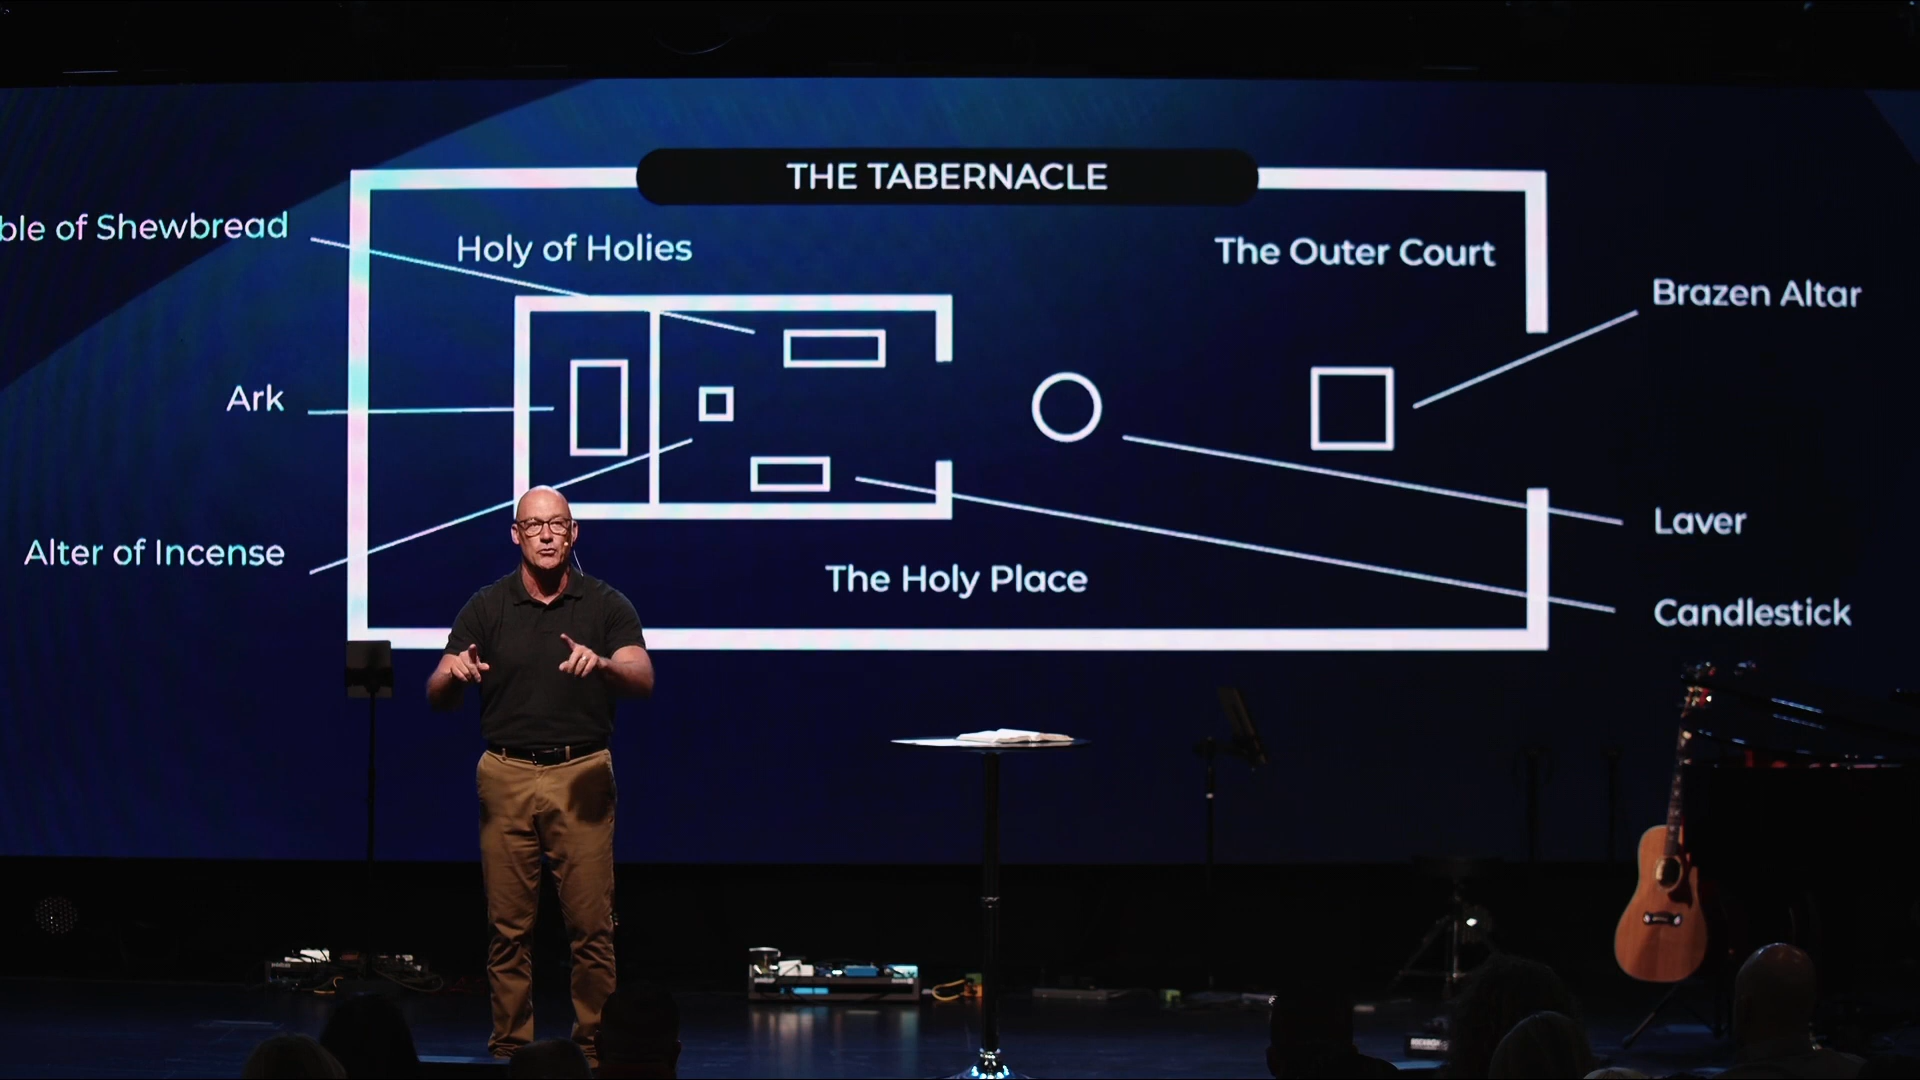 THE TABERNACLE
ble of Shewbread
Holy of Holies
The Outer Court
Brazen Altar
Ark
Laver
Alter of Incense
The Holy Place
Candlestick